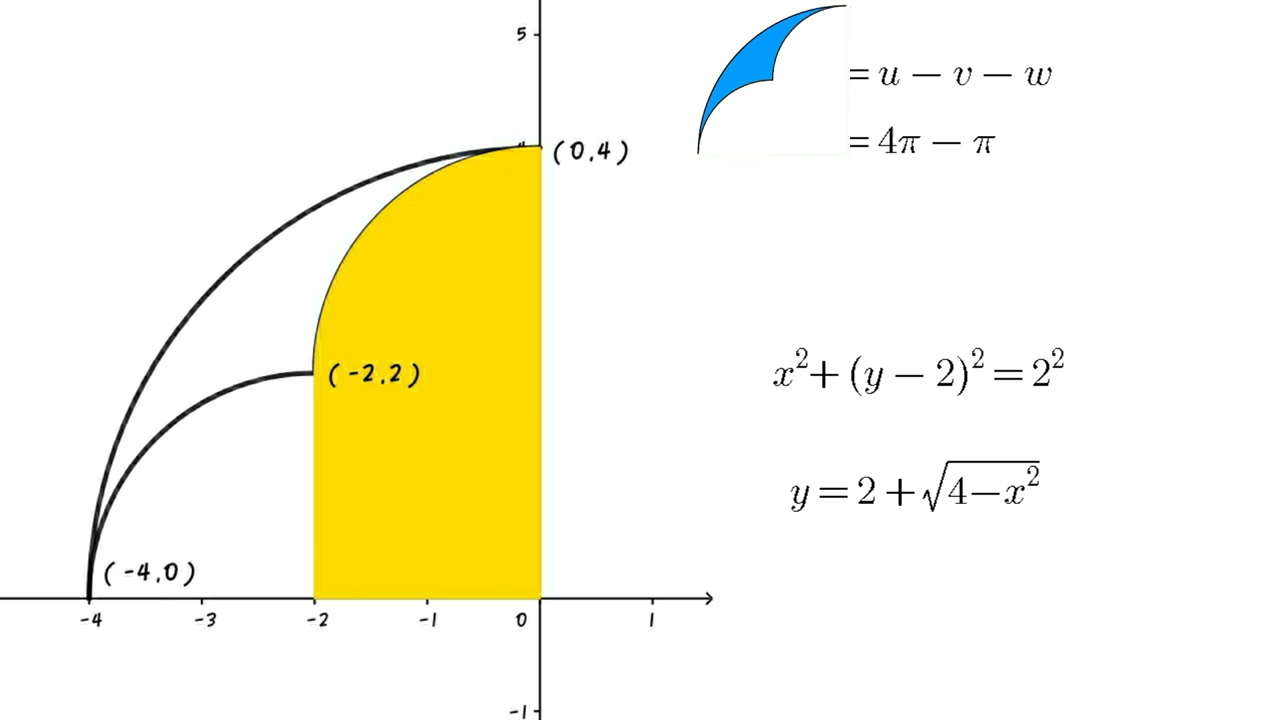 5
= u − v − w
(0,4)
= 4π − π
(-2,2)
x² + (y − 2)² = 2²
y = 2 + √4−x²
(-4,0)
-4 -3 -2 -1 0 1
-1